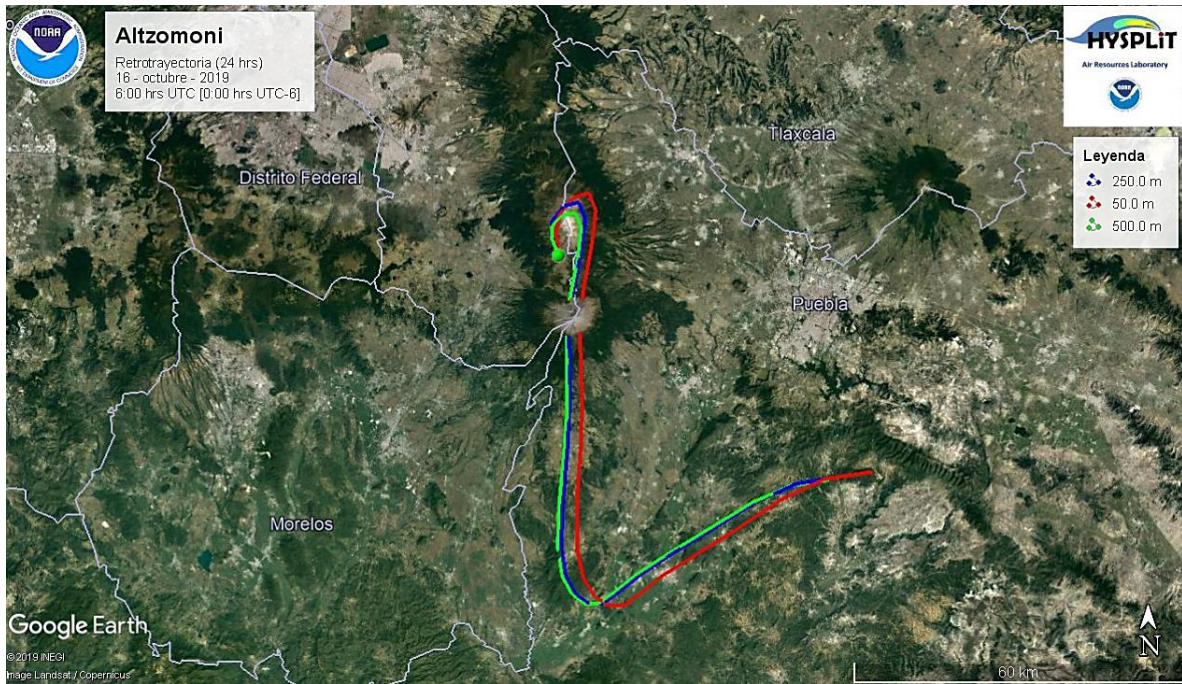 NOAA
Altzomoni
Retrotrayectoria (24 hrs)
16 - octubre - 2019
6:00 hrs UTC [0:00 hrs UTC-6]
HYSPLiT
Air Resources Laboratory
Leyenda
250.0 m
50.0 m
500.0 m
Tlaxcala
Distrito Federal
Puebla
Morelos
Google Earth
© 2019 INEGI
Image Landsat / Copernicus
N
60 km